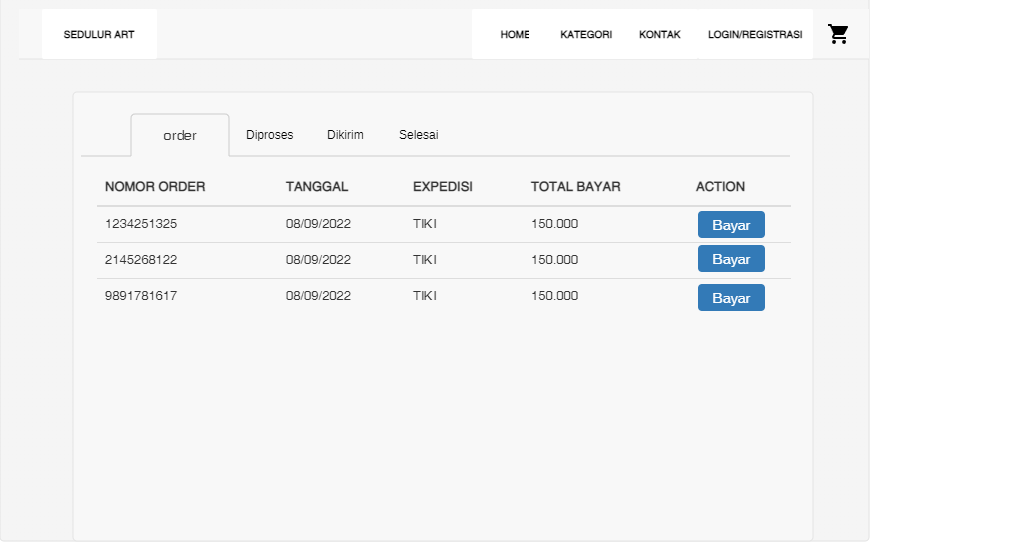 SEDULUR ART HOME KATEGORI KONTAK LOGIN/REGISTRASI
order Diproses Dikirim Selesai
NOMOR ORDER TANGGAL EXPEDISI TOTAL BAYAR ACTION
1234251325 08/09/2022 TIKI 150.000 Bayar
2145268122 08/09/2022 TIKI 150.000 Bayar
9891781617 08/09/2022 TIKI 150.000 Bayar